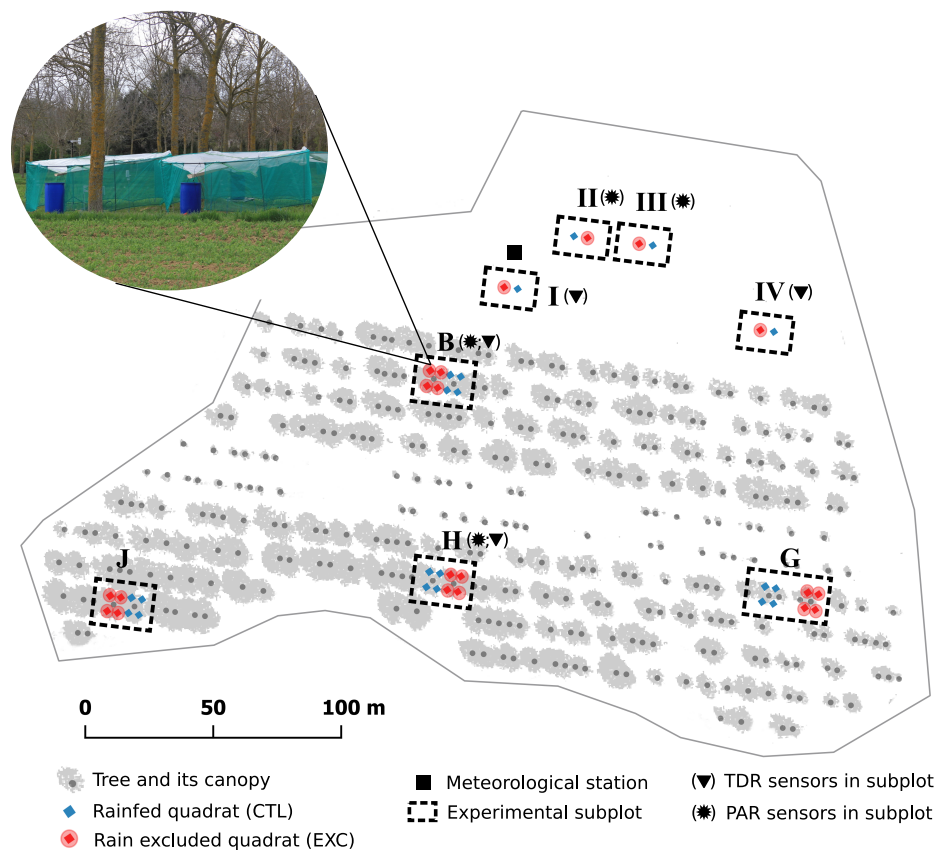 II (✸) III (✸)
I (▼)
IV (▼)
B (✸;▼)
H (✸;▼)
J
G
0 50 100 m
Tree and its canopy
Rainfed quadrat (CTL)
Rain excluded quadrat (EXC)
Meteorological station
Experimental subplot
(▼) TDR sensors in subplot
(✸) PAR sensors in subplot